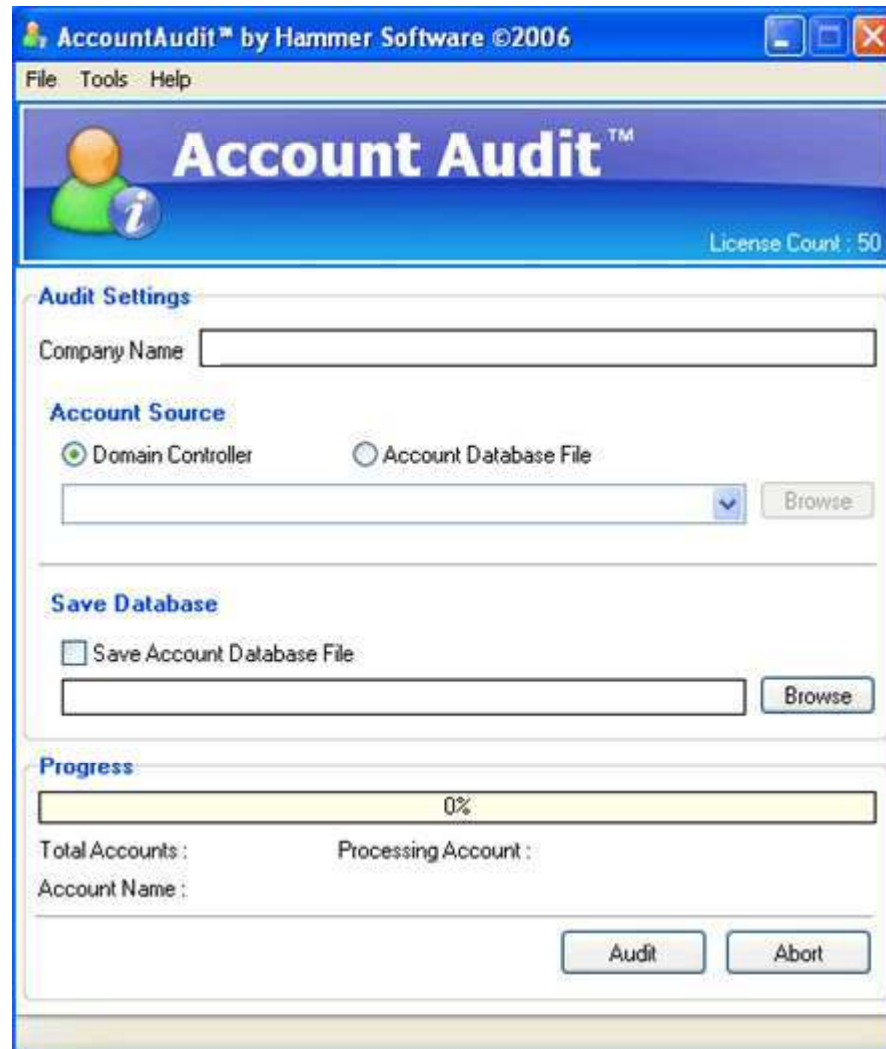 AccountAudit™ by Hammer Software ©2006
File Tools Help
Account Audit™
i
License Count : 50
Audit Settings
Company Name
Account Source
Domain Controller Account Database File
Browse
Save Database
Save Account Database File
Browse
Progress
0%
Total Accounts : Processing Account :
Account Name :
Audit Abort